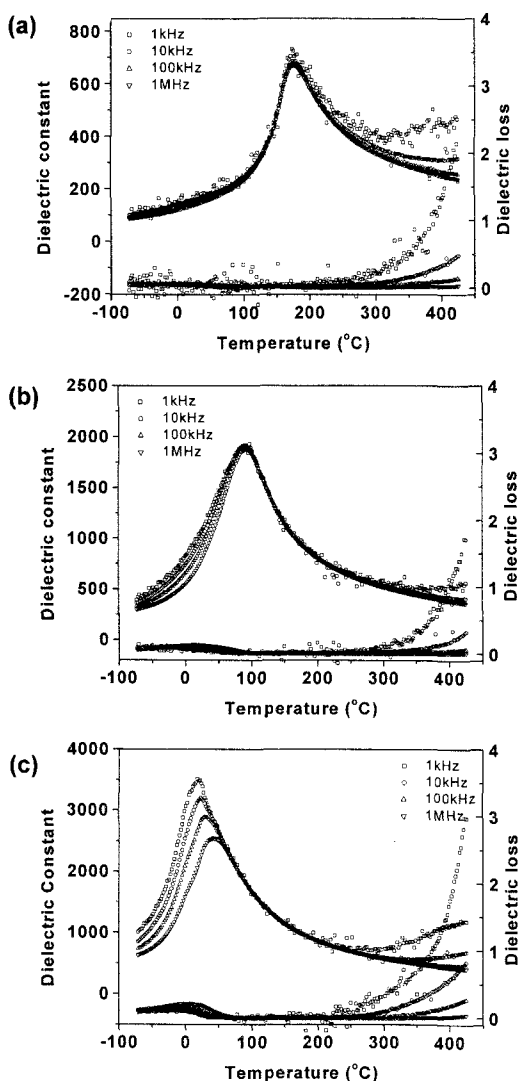 (a)
1kHz
10kHz
100kHz
1MHz
Dielectric constant
Dielectric loss
800
600
400
200
0
-200
4
3
2
1
0
-100 0 100 200 300 400
Temperature (°C)
(b)
1kHz
10kHz
100kHz
1MHz
Dielectric constant
Dielectric loss
2500
2000
1500
1000
500
0
4
3
2
1
0
-100 0 100 200 300 400
Temperature (°C)
(c)
1kHz
10kHz
100kHz
1MHz
Dielectric Constant
Dielectric loss
4000
3000
2000
1000
0
4
3
2
1
0
-100 0 100 200 300 400
Temperature (°C)